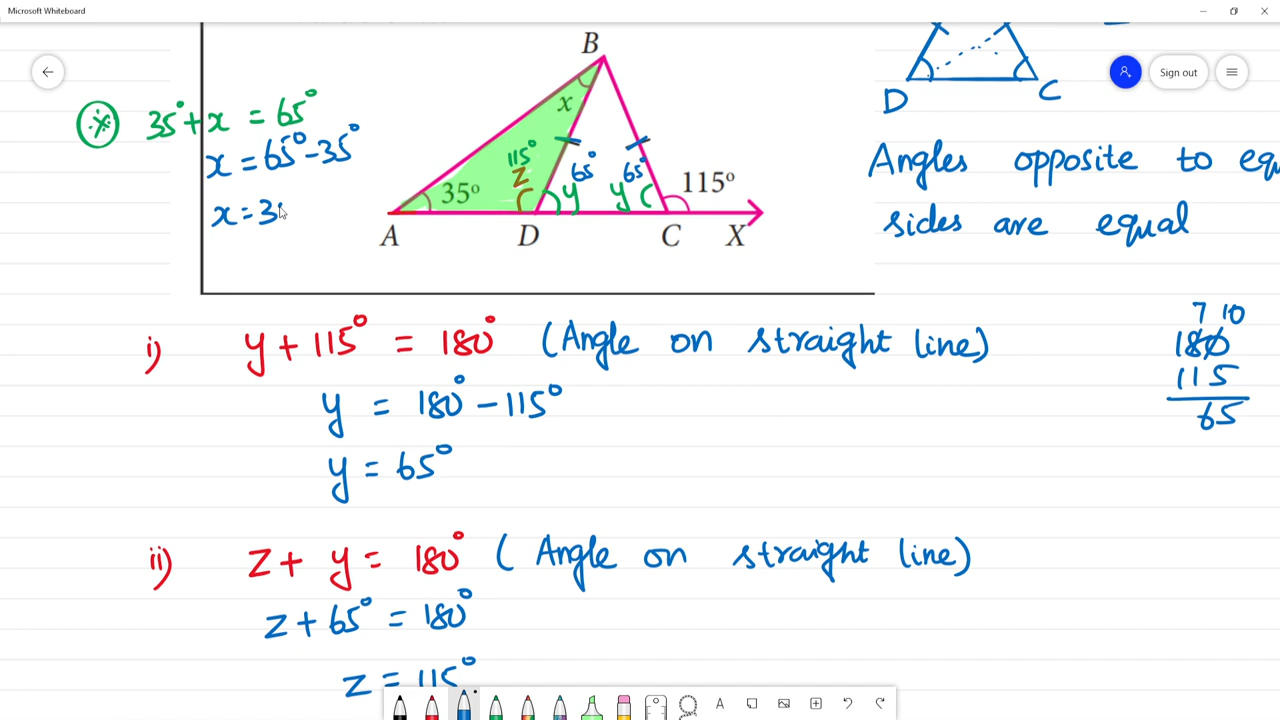 Microsoft Whiteboard
Sign out
35° + x = 65°
x = 65° - 35°
x = 3
B
x
115°
z
65°
65°
35°
y
y
115°
A
D
C
X
D
C
Angles opposite to equ
sides are equal
i) y + 115° = 180° (Angle on straight line)
y = 180° - 115°
y = 65°
7 10
180
115
65
ii) z + y = 180° (Angle on straight line)
z + 65° = 180°
z = 115°
A